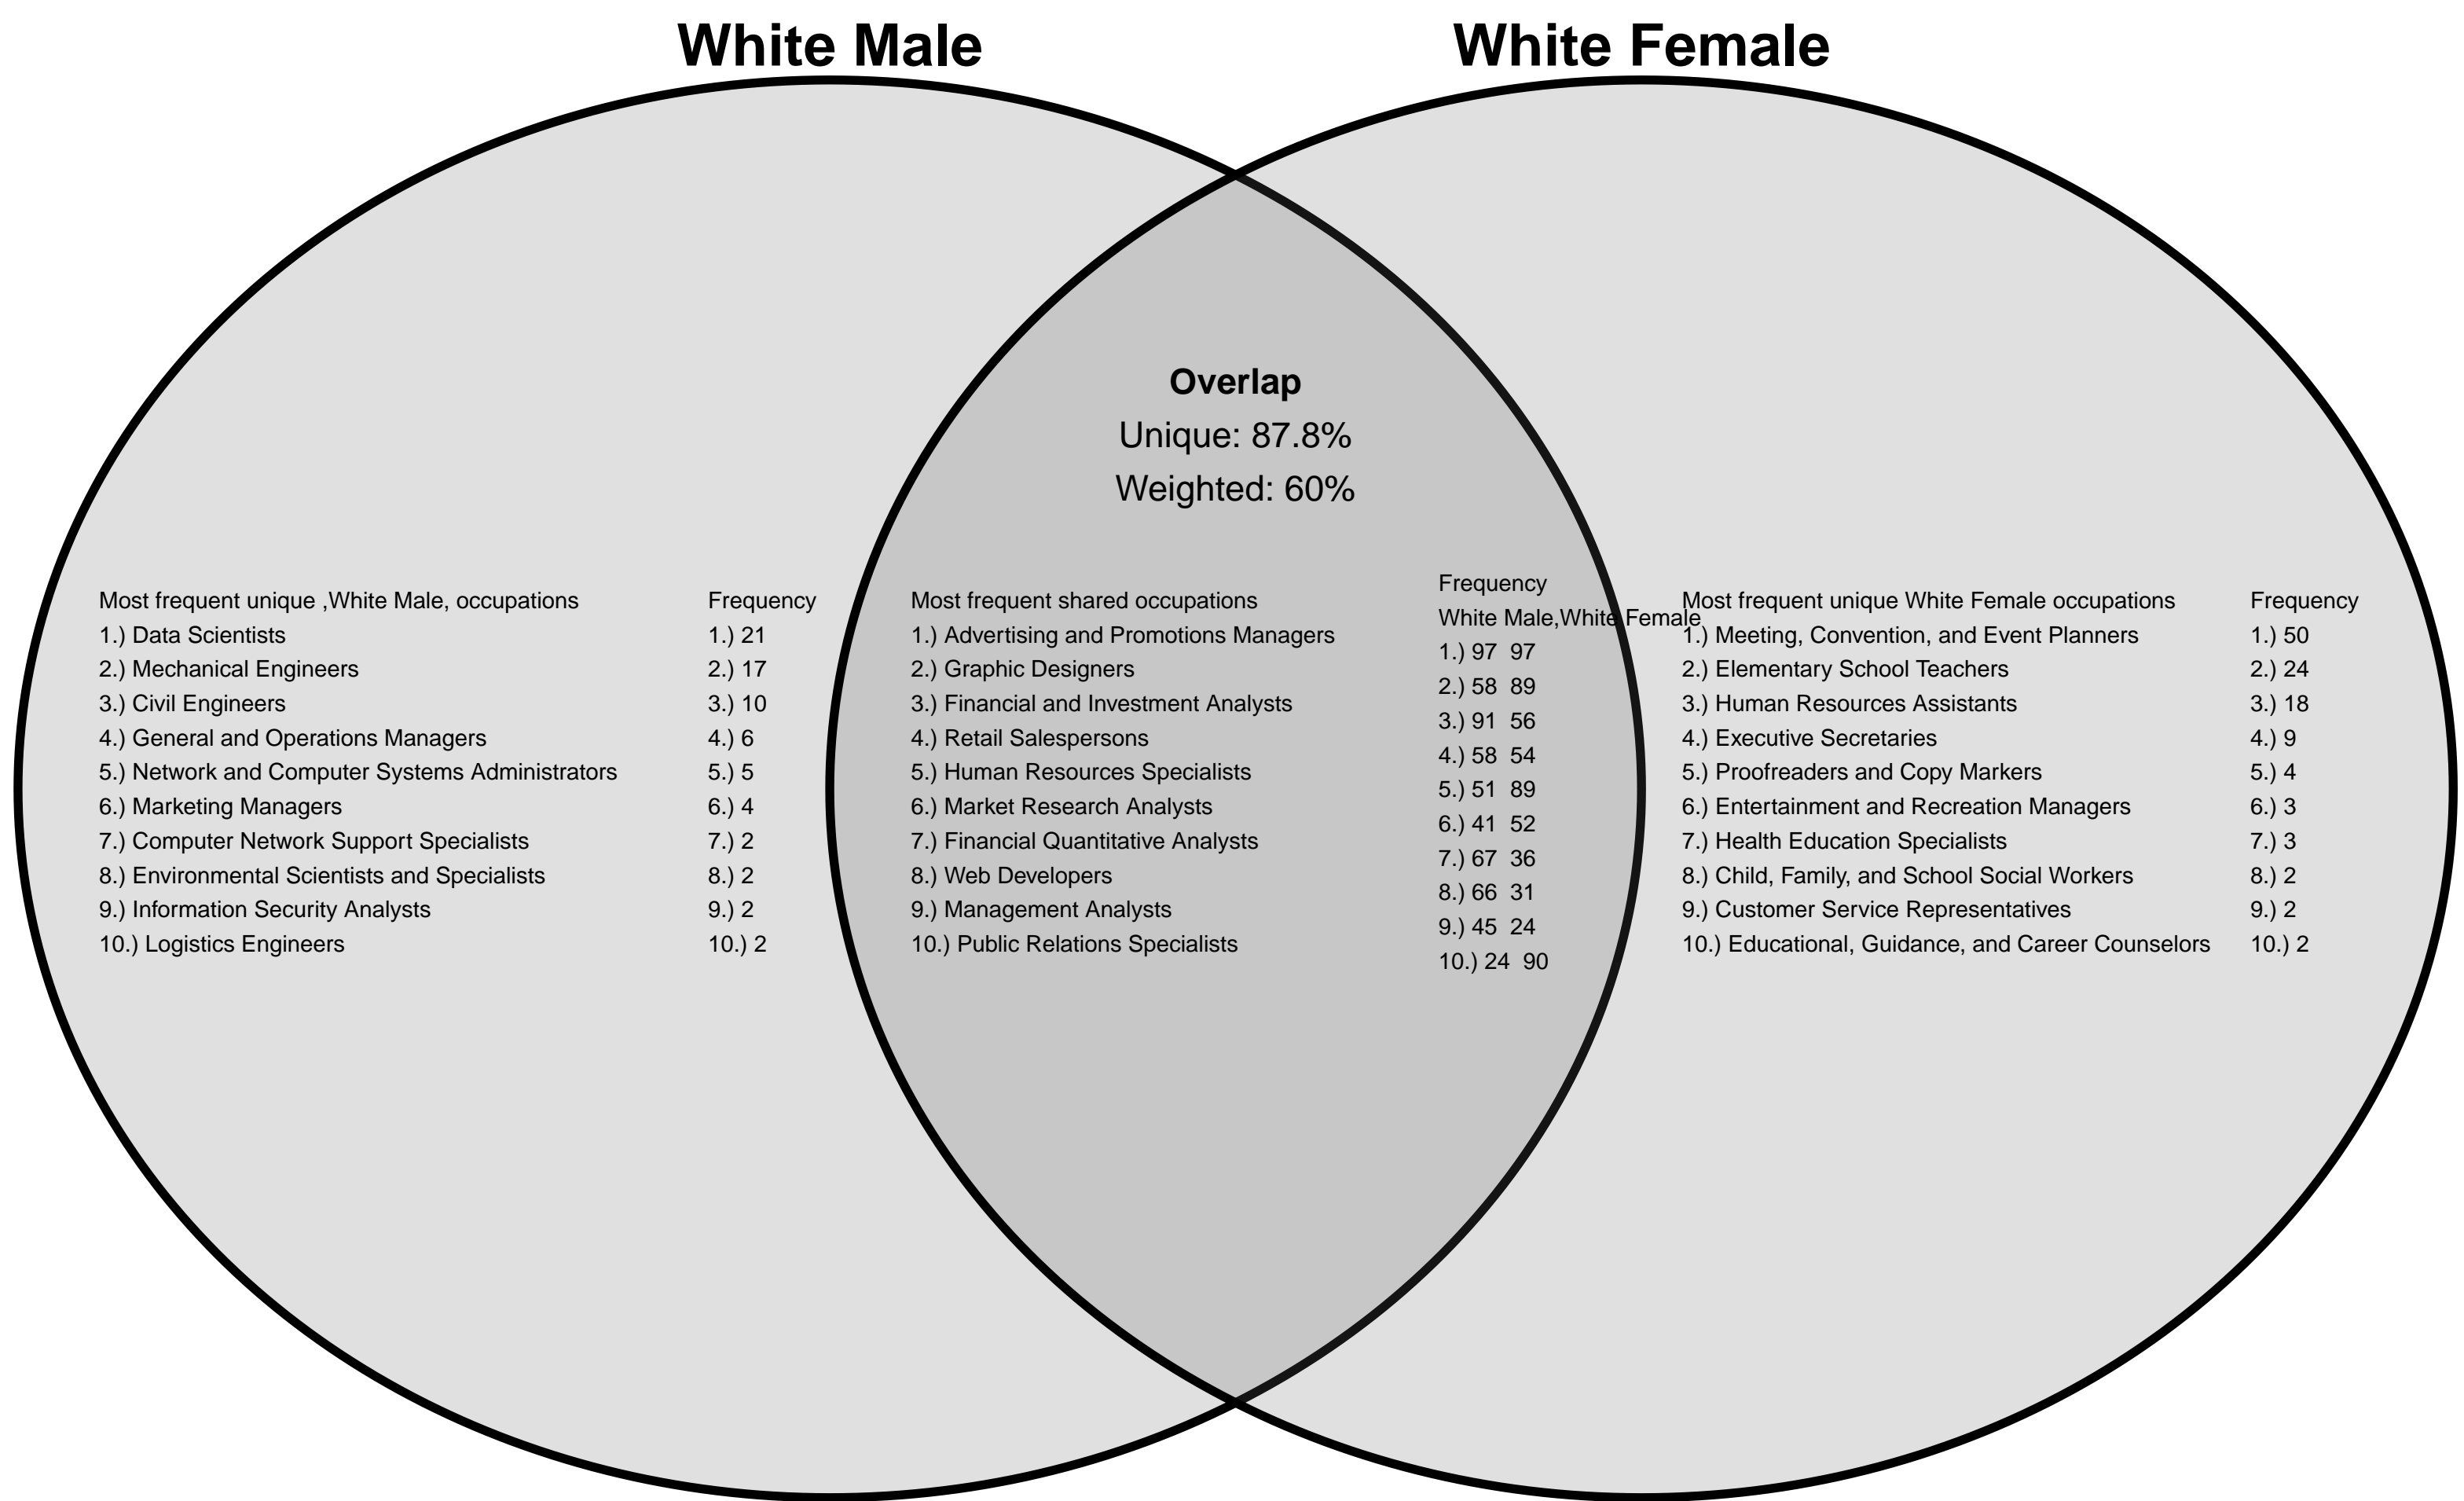 White Male
White Female
Overlap
Unique: 87.8%
Weighted: 60%
Most frequent unique ,White Male, occupations
1.) Data Scientists
2.) Mechanical Engineers
3.) Civil Engineers
4.) General and Operations Managers
5.) Network and Computer Systems Administrators
6.) Marketing Managers
7.) Computer Network Support Specialists
8.) Environmental Scientists and Specialists
9.) Information Security Analysts
10.) Logistics Engineers
Frequency
1.) 21
2.) 17
3.) 10
4.) 6
5.) 5
6.) 4
7.) 2
8.) 2
9.) 2
10.) 2
Most frequent shared occupations
1.) Advertising and Promotions Managers
2.) Graphic Designers
3.) Financial and Investment Analysts
4.) Retail Salespersons
5.) Human Resources Specialists
6.) Market Research Analysts
7.) Financial Quantitative Analysts
8.) Web Developers
9.) Management Analysts
10.) Public Relations Specialists
Frequency
White Male,White Female
1.) 97 97
2.) 58 89
3.) 91 56
4.) 58 54
5.) 51 89
6.) 41 52
7.) 67 36
8.) 66 31
9.) 45 24
10.) 24 90
Most frequent unique White Female occupations
1.) Meeting, Convention, and Event Planners
2.) Elementary School Teachers
3.) Human Resources Assistants
4.) Executive Secretaries
5.) Proofreaders and Copy Markers
6.) Entertainment and Recreation Managers
7.) Health Education Specialists
8.) Child, Family, and School Social Workers
9.) Customer Service Representatives
10.) Educational, Guidance, and Career Counselors
Frequency
1.) 50
2.) 24
3.) 18
4.) 9
5.) 4
6.) 3
7.) 3
8.) 2
9.) 2
10.) 2